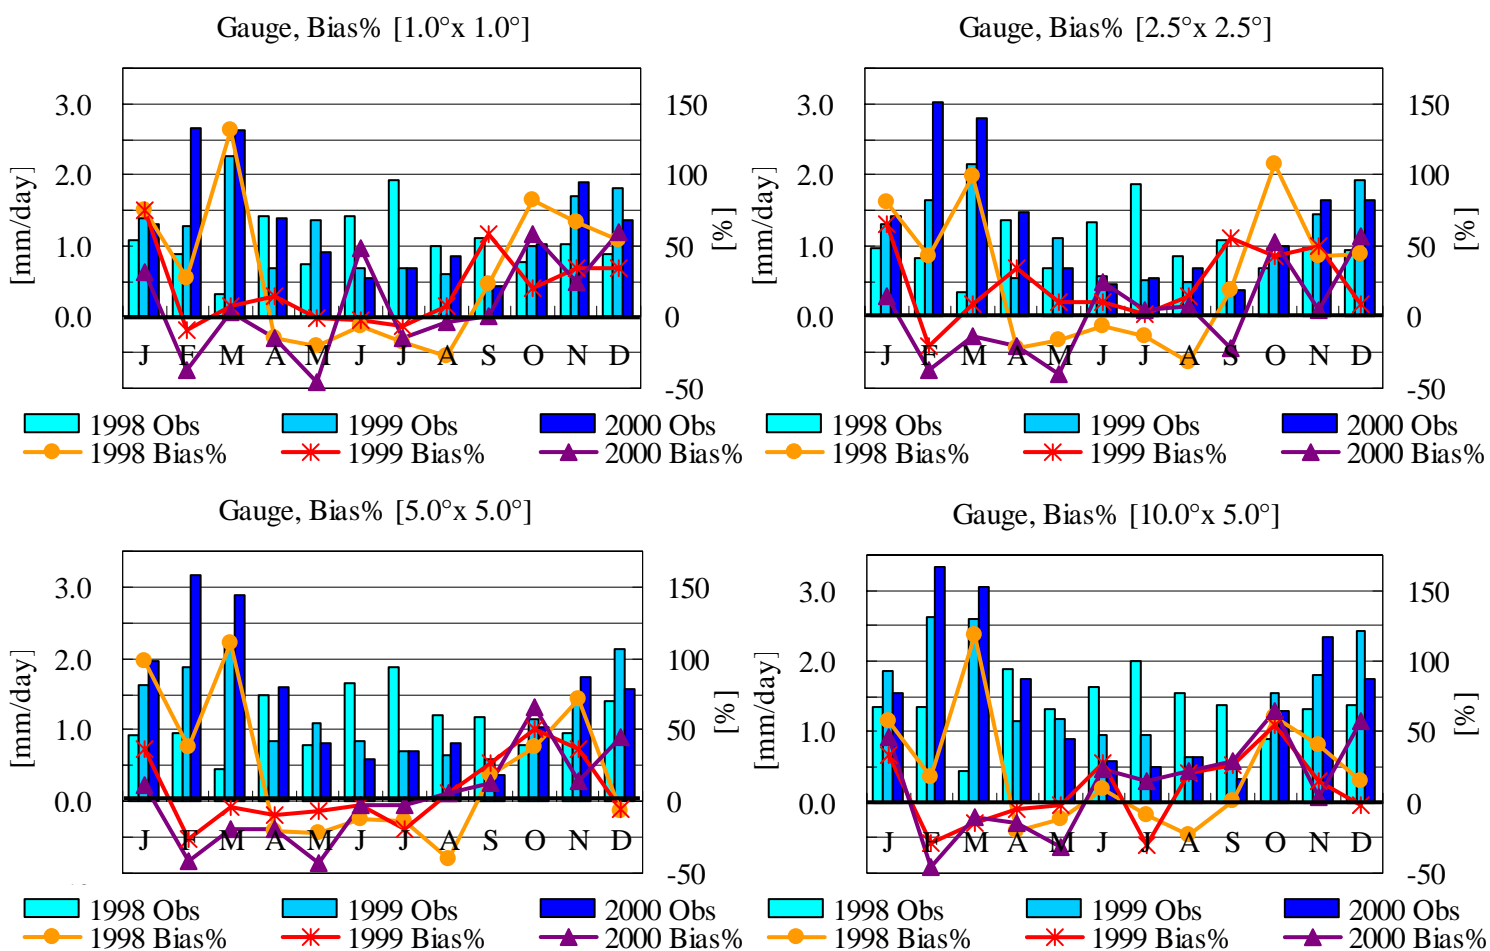 Gauge, Bias% [1.0°x 1.0°]
3.0
2.0
1.0
0.0
[mm/day]
150
100
50
0
-50
[%]
J F M A M J J A S O N D
1998 Obs 1999 Obs 2000 Obs
1998 Bias% 1999 Bias% 2000 Bias%
Gauge, Bias% [2.5°x 2.5°]
3.0
2.0
1.0
0.0
[mm/day]
150
100
50
0
-50
[%]
J F M A M J J A S O N D
1998 Obs 1999 Obs 2000 Obs
1998 Bias% 1999 Bias% 2000 Bias%
Gauge, Bias% [5.0°x 5.0°]
3.0
2.0
1.0
0.0
[mm/day]
150
100
50
0
-50
[%]
J F M A M J J A S O N D
1998 Obs 1999 Obs 2000 Obs
1998 Bias% 1999 Bias% 2000 Bias%
Gauge, Bias% [10.0°x 5.0°]
3.0
2.0
1.0
0.0
[mm/day]
150
100
50
0
-50
[%]
J F M A M J J A S O N D
1998 Obs 1999 Obs 2000 Obs
1998 Bias% 1999 Bias% 2000 Bias%